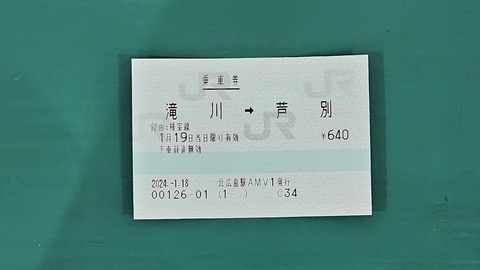 乗車券
滝川 → 芦別
経由:根室線
1月19日当日限り有効 ¥640
下車前途無効
2024.-1.18 北広島駅AMV1発行
00126-01 (1-  ) C34